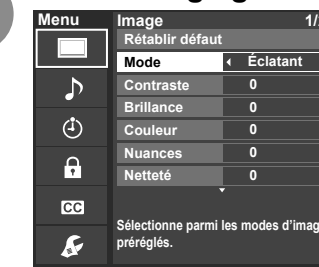 Menu
Image 1/
Rétablir défaut
Mode Éclatant
Contraste 0
Brillance 0
Couleur 0
Nuances 0
Netteté 0
CC
Sélectionne parmi les modes d'imag
préréglés.